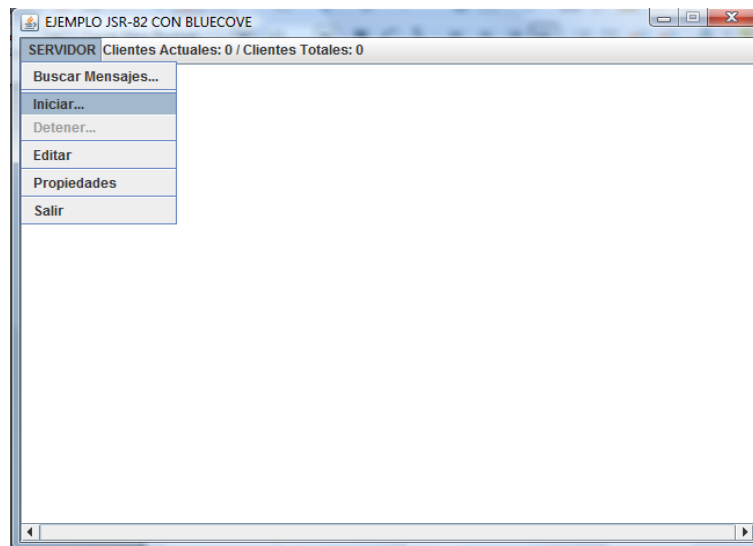 EJEMPLO JSR-82 CON BLUECOVE
SERVIDOR Clientes Actuales: 0 / Clientes Totales: 0
Buscar Mensajes...
Iniciar...
Detener...
Editar
Propiedades
Salir